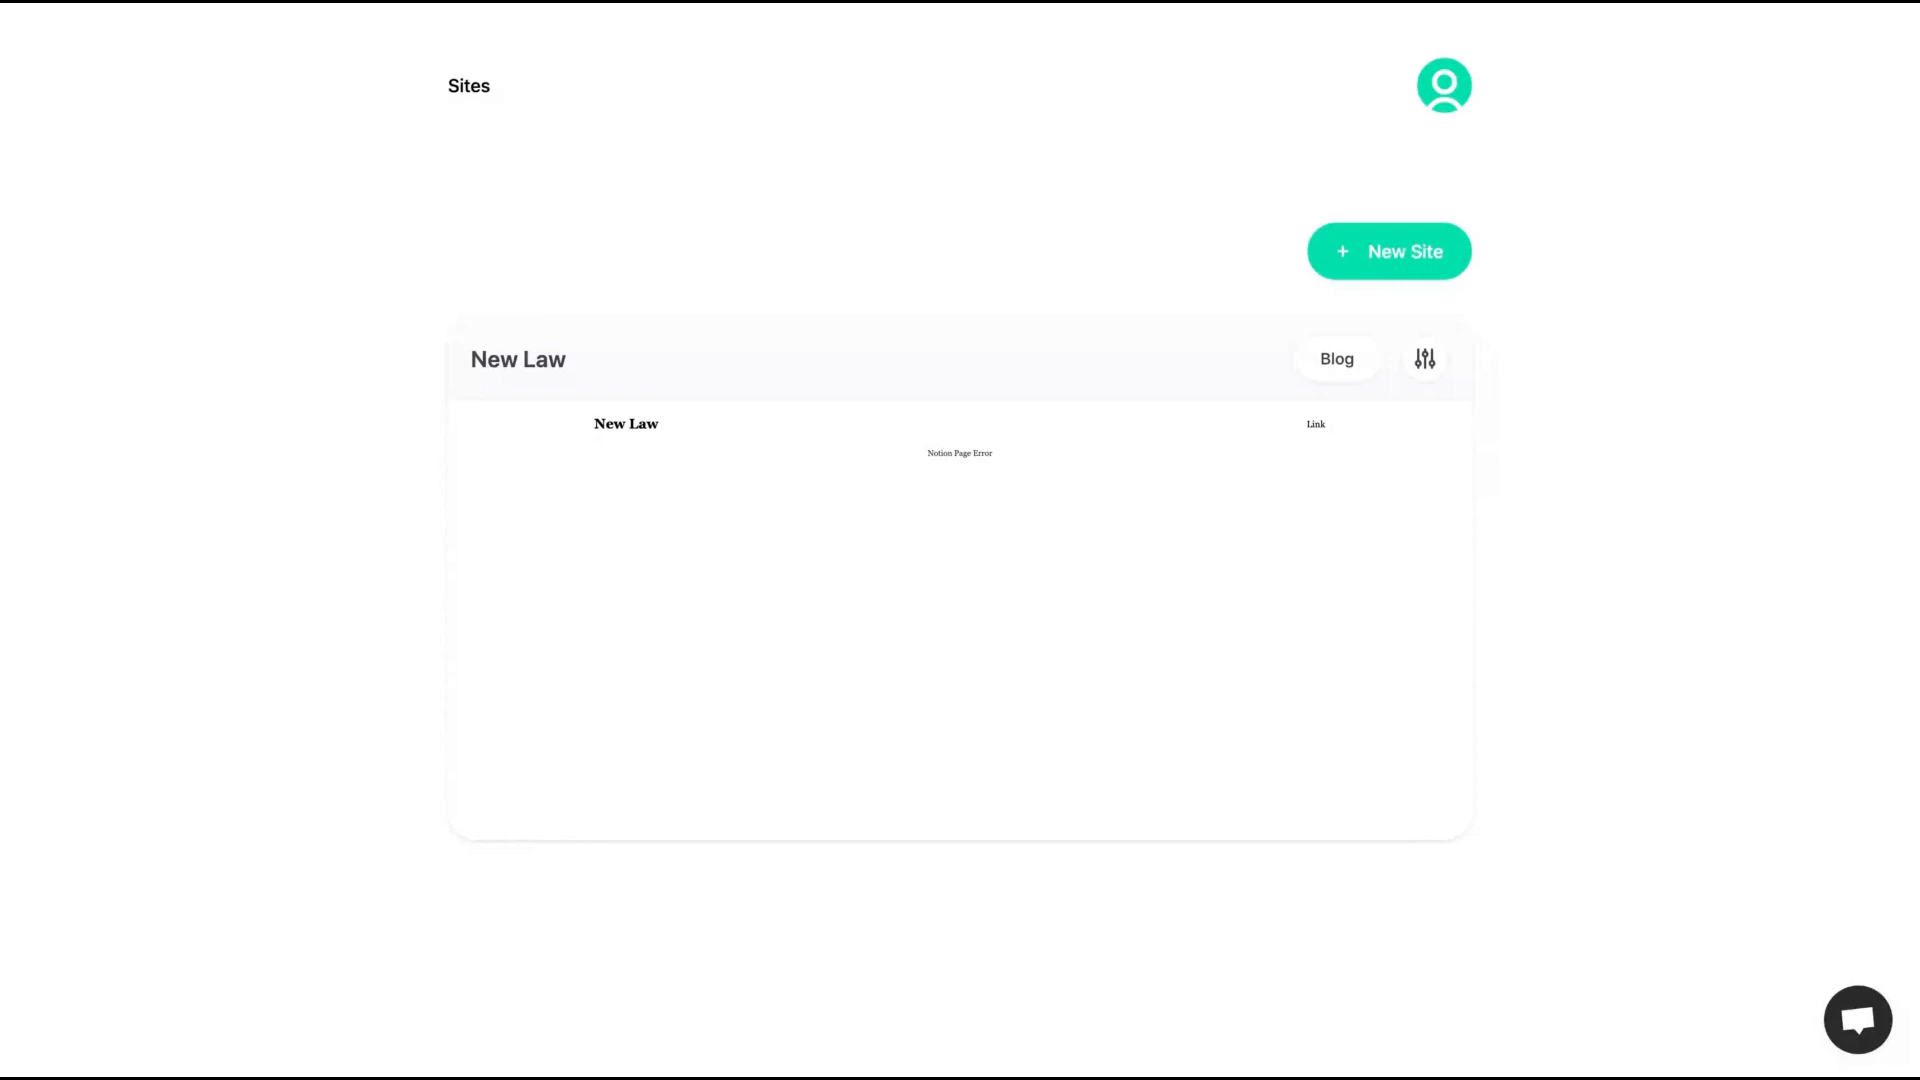 Sites
+ New Site
New Law
Blog
New Law
Link
Notion Page Error